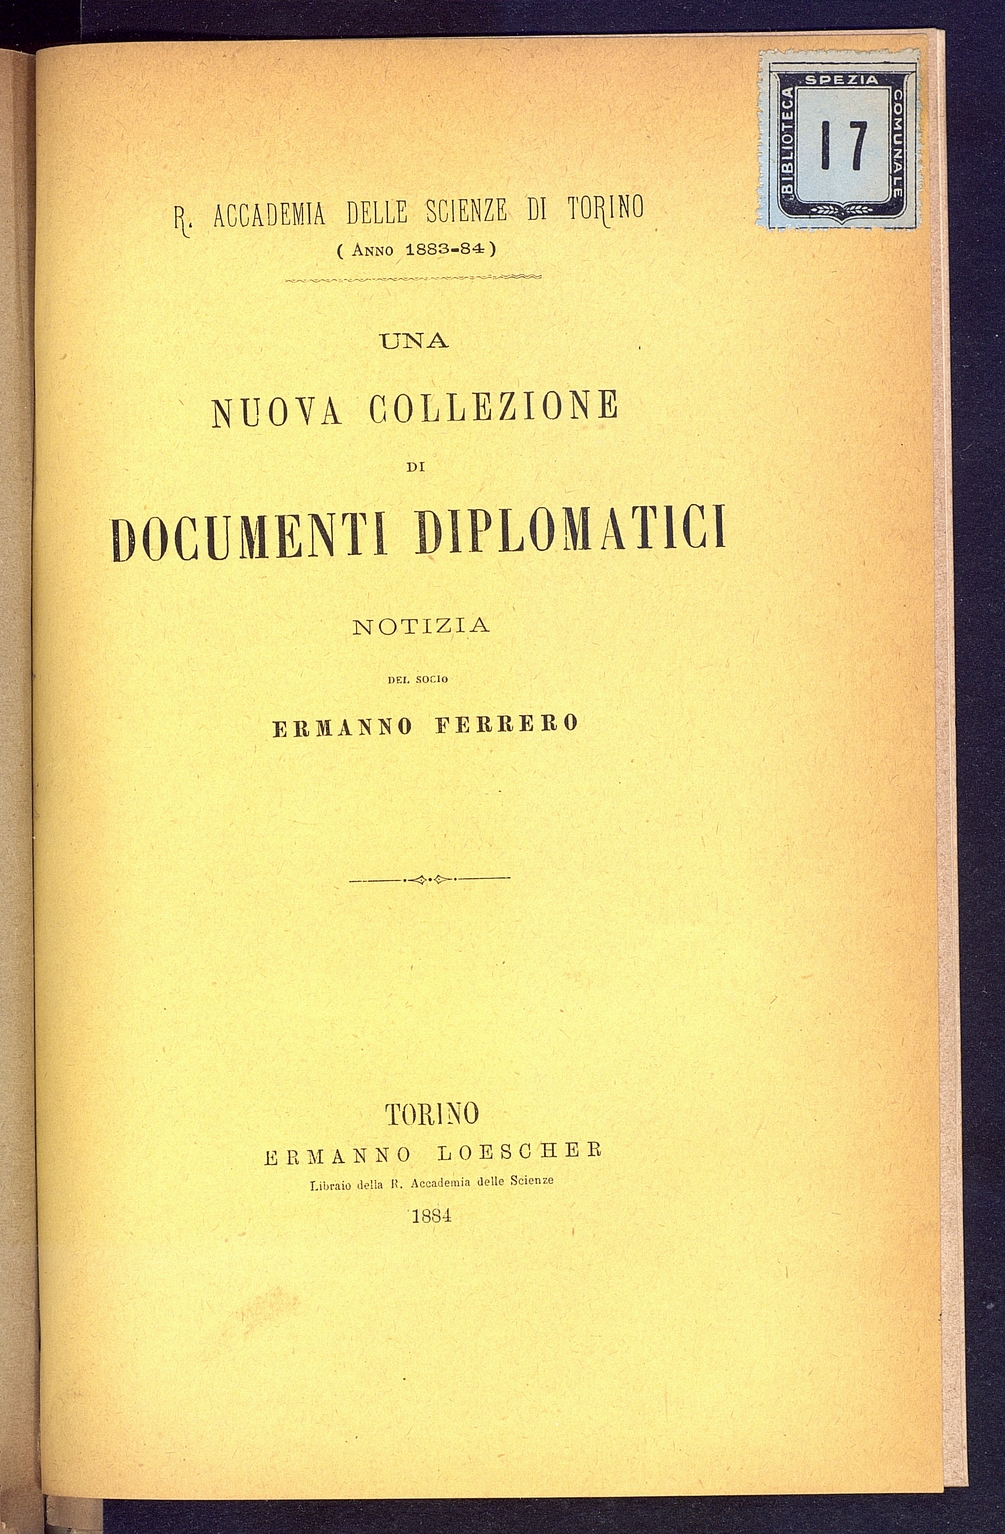 BIBLIOTECA SPEZIA COMUNALE
17
R. ACCADEMIA DELLE SCIENZE DI TORINO
( ANNO 1883-84 )
UNA
NUOVA COLLEZIONE
DI
DOCUMENTI DIPLOMATICI
NOTIZIA
DEL SOCIO
ERMANNO FERRERO
TORINO
ERMANNO LOESCHER
Libraio della R. Accademia delle Scienze
1884